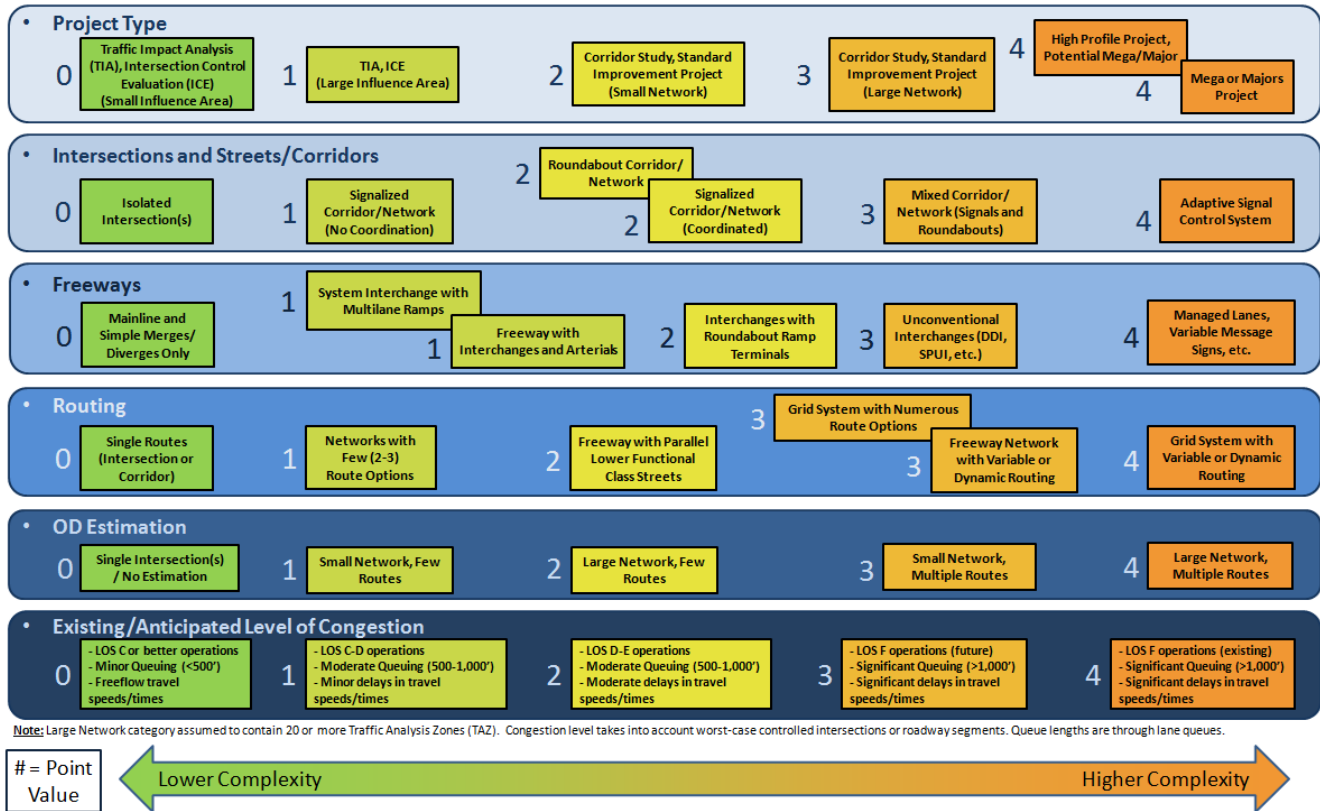 • Project Type
0
Traffic Impact Analysis
(TIA), Intersection Control
Evaluation (ICE)
(Small Influence Area)
1
TIA, ICE
(Large Influence Area)
2
Corridor Study, Standard
Improvement Project
(Small Network)
3
Corridor Study, Standard
Improvement Project
(Large Network)
4
High Profile Project,
Potential Mega/Major
4
Mega or Majors
Project
• Intersections and Streets/Corridors
0
Isolated
Intersection(s)
1
Signalized
Corridor/Network
(No Coordination)
2
Roundabout Corridor/
Network
2
Signalized
Corridor/Network
(Coordinated)
3
Mixed Corridor/
Network (Signals and
Roundabouts)
4
Adaptive Signal
Control System
• Freeways
0
Mainline and
Simple Merges/
Diverges Only
1
System Interchange with
Multilane Ramps
1
Freeway with
Interchanges and Arterials
2
Interchanges with
Roundabout Ramp
Terminals
3
Unconventional
Interchanges (DDI,
SPUI, etc.)
4
Managed Lanes,
Variable Message
Signs, etc.
• Routing
0
Single Routes
(Intersection or
Corridor)
1
Networks with
Few (2-3)
Route Options
2
Freeway with Parallel
Lower Functional
Class Streets
3
Grid System with Numerous
Route Options
3
Freeway Network
with Variable or
Dynamic Routing
4
Grid System with
Variable or Dynamic
Routing
• OD Estimation
0
Single Intersection(s)
/ No Estimation
1
Small Network, Few
Routes
2
Large Network, Few
Routes
3
Small Network,
Multiple Routes
4
Large Network,
Multiple Routes
• Existing/Anticipated Level of Congestion
0
- LOS C or better operations
- Minor Queuing (<500’)
- Freeflow travel
speeds/times
1
- LOS C-D operations
- Moderate Queuing (500-1,000’)
- Minor delays in travel
speeds/times
2
- LOS D-E operations
- Moderate Queuing (500-1,000’)
- Moderate delays in travel
speeds/times
3
- LOS F operations (future)
- Significant Queuing (>1,000’)
- Significant delays in travel
speeds/times
4
- LOS F operations (existing)
- Significant Queuing (>1,000’)
- Significant delays in travel
speeds/times
Note: Large Network category assumed to contain 20 or more Traffic Analysis Zones (TAZ). Congestion level takes into account worst-case controlled intersections or roadway segments. Queue lengths are through lane queues.
# = Point
Value
Lower Complexity
Higher Complexity